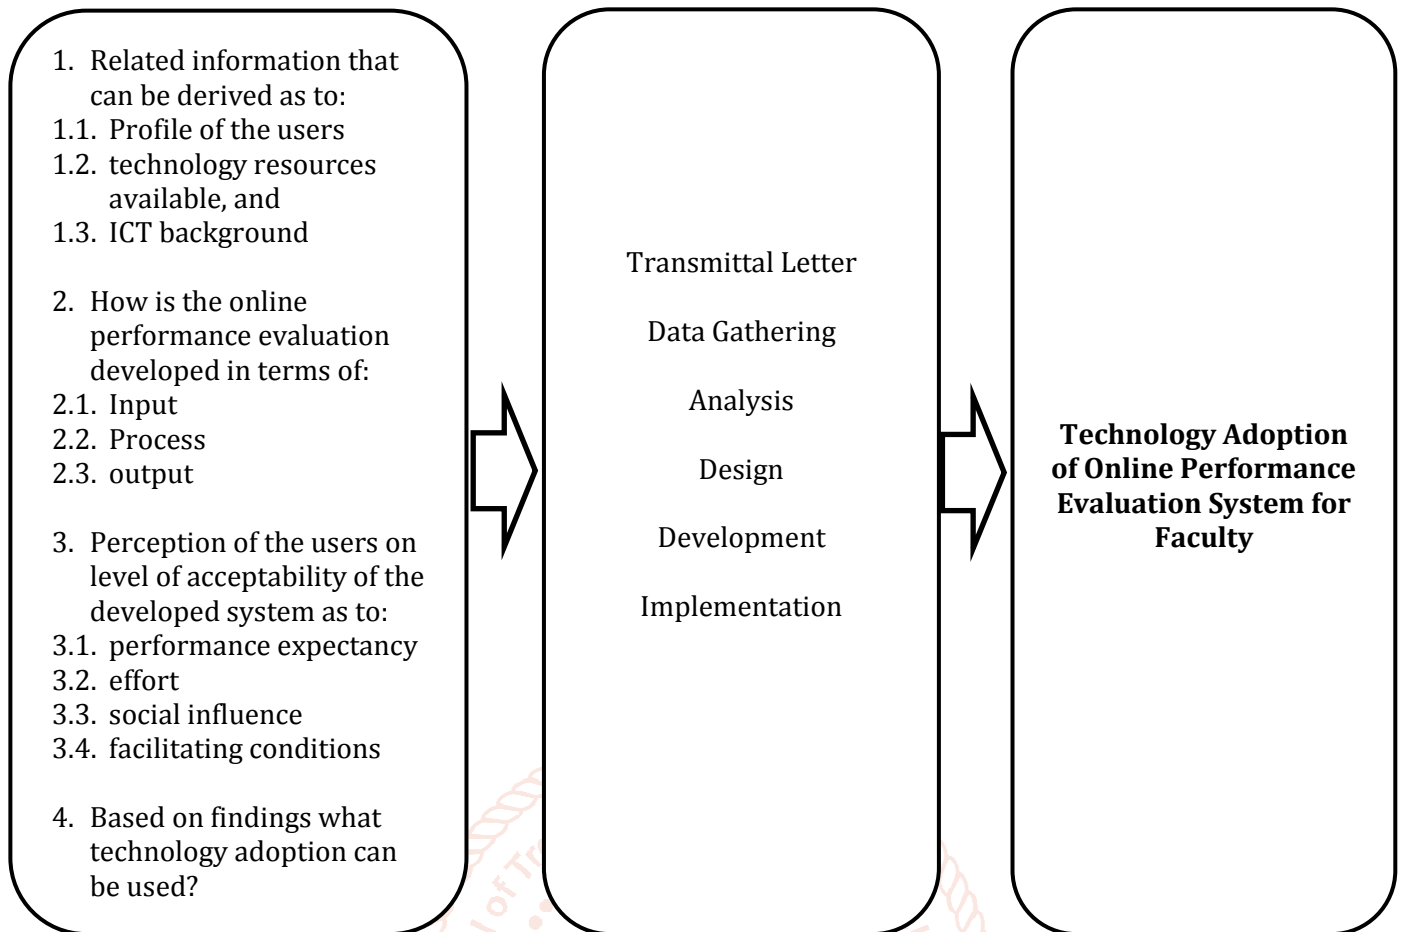 1. Related information that
can be derived as to:
1.1. Profile of the users
1.2. technology resources
available, and
1.3. ICT background
2. How is the online
performance evaluation
developed in terms of:
2.1. Input
2.2. Process
2.3. output
3. Perception of the users on
level of acceptability of the
developed system as to:
3.1. performance expectancy
3.2. effort
3.3. social influence
3.4. facilitating conditions
4. Based on findings what
technology adoption can
be used?
Transmittal Letter
Data Gathering
Analysis
Design
Development
Implementation
Technology Adoption
of Online Performance
Evaluation System for
Faculty